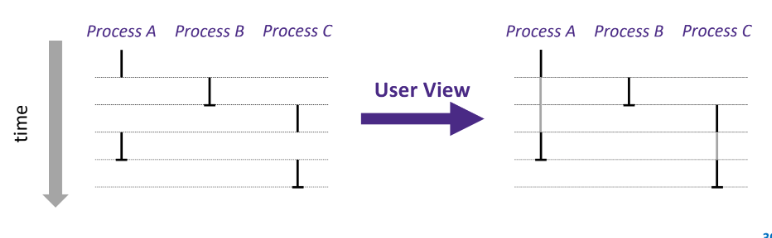 Process A Process B Process C
Process A Process B Process C
User View
time